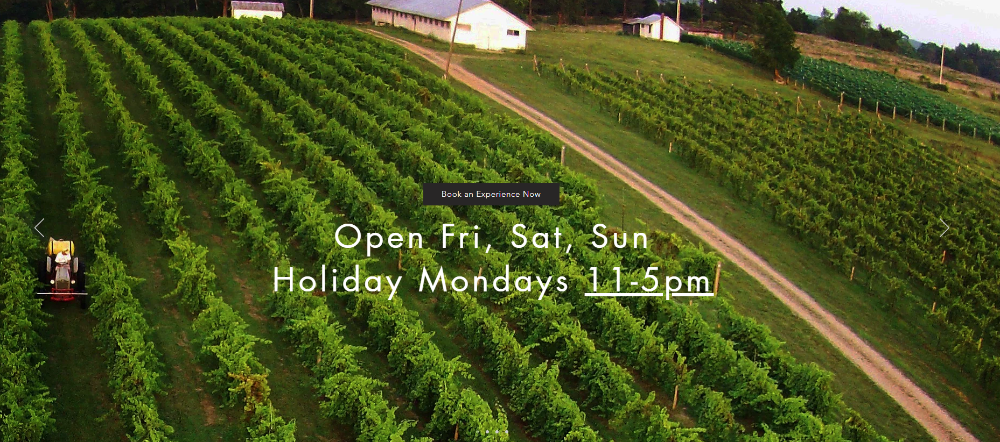 Book an Experience Now
Open Fri, Sat, Sun
Holiday Mondays 11-5pm